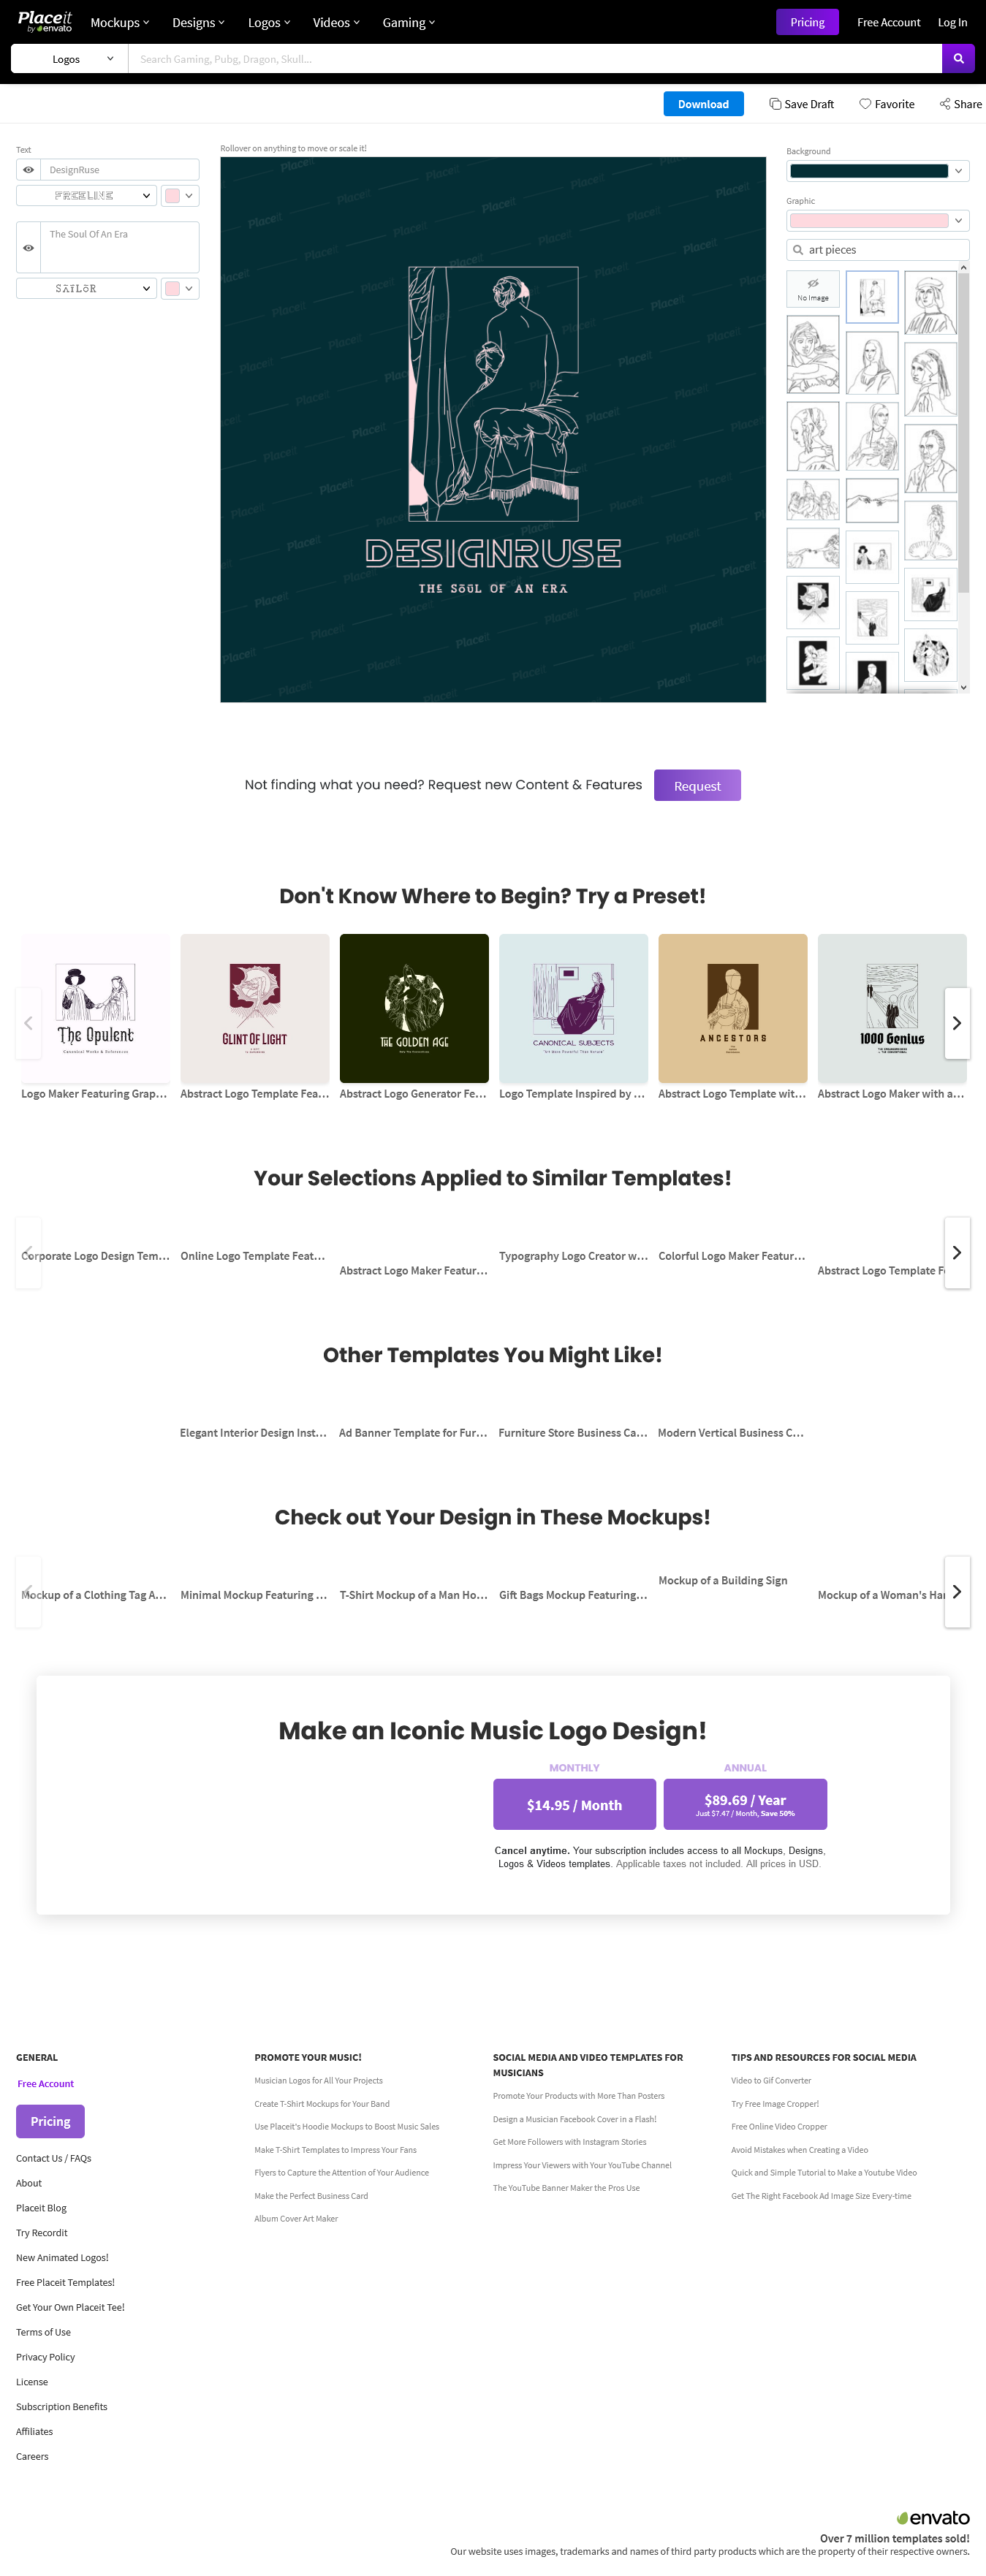 Placeit
by envato
Mockups
Designs
Logos
Videos
Gaming
Pricing
Free Account
Log In
Logos
Search Gaming, Pubg, Dragon, Skull...
Download
Save Draft
Favorite
Share
Text
DesignRuse
FREELINE
The Soul Of An Era
SAILOR
Rollover on anything to move or scale it!
DESIGNRUSE
THE SOUL OF AN ERA
Background
Graphic
art pieces
No Image
Not finding what you need? Request new Content & Features
Request
Don't Know Where to Begin? Try a Preset!
The Opulent
Canonical Works & References
GLINT OF LIGHT
THE GOLDEN AGE
CANONICAL SUBJECTS
ANCESTORS
1000 Genius
Logo Maker Featuring Grap...
Abstract Logo Template Fea...
Abstract Logo Generator Fe...
Logo Template Inspired by ...
Abstract Logo Template wit...
Abstract Logo Maker with a...
Your Selections Applied to Similar Templates!
Corporate Logo Design Tem...
Online Logo Template Feat...
Abstract Logo Maker Featur...
Typography Logo Creator w...
Colorful Logo Maker Featur...
Abstract Logo Template Fe
Other Templates You Might Like!
Elegant Interior Design Inst...
Ad Banner Template for Fur...
Furniture Store Business Ca...
Modern Vertical Business C...
Check out Your Design in These Mockups!
Mockup of a Clothing Tag A...
Minimal Mockup Featuring ...
T-Shirt Mockup of a Man Ho...
Gift Bags Mockup Featuring...
Mockup of a Building Sign
Mockup of a Woman's Har
Make an Iconic Music Logo Design!
MONTHLY
$14.95 / Month
ANNUAL
$89.69 / Year
Just $7.47 / Month, Save 50%
Cancel anytime. Your subscription includes access to all Mockups, Designs,
Logos & Videos templates. Applicable taxes not included. All prices in USD.
GENERAL
Free Account
Pricing
Contact Us / FAQs
About
Placeit Blog
Try Recordit
New Animated Logos!
Free Placeit Templates!
Get Your Own Placeit Tee!
Terms of Use
Privacy Policy
License
Subscription Benefits
Affiliates
Careers
PROMOTE YOUR MUSIC!
Musician Logos for All Your Projects
Create T-Shirt Mockups for Your Band
Use Placeit's Hoodie Mockups to Boost Music Sales
Make T-Shirt Templates to Impress Your Fans
Flyers to Capture the Attention of Your Audience
Make the Perfect Business Card
Album Cover Art Maker
SOCIAL MEDIA AND VIDEO TEMPLATES FOR
MUSICIANS
Promote Your Products with More Than Posters
Design a Musician Facebook Cover in a Flash!
Get More Followers with Instagram Stories
Impress Your Viewers with Your YouTube Channel
The YouTube Banner Maker the Pros Use
TIPS AND RESOURCES FOR SOCIAL MEDIA
Video to Gif Converter
Try Free Image Cropper!
Free Online Video Cropper
Avoid Mistakes when Creating a Video
Quick and Simple Tutorial to Make a Youtube Video
Get The Right Facebook Ad Image Size Every-time
envato
Over 7 million templates sold!
Our website uses images, trademarks and names of third party products which are the property of their respective owners.